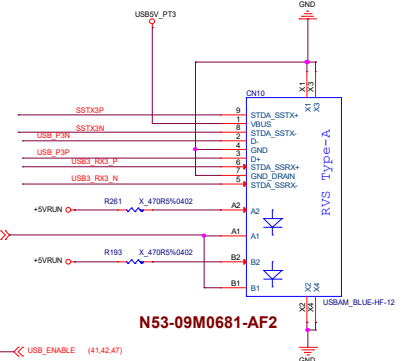 GND
USB5V_PT3
CN10
X1
X3
X1
X3
SSTX3P
9
STDA_SSTX+
1
VBUS
SSTX3N
8
STDA_SSTX-
USB_P3N
2
D-
4
GND
USB_P3P
3
D+
USB3_RX3_P
6
STDA_SSRX+
7
GND_DRAIN
USB3_RX3_N
5
STDA_SSRX-
RVS Type-A
+5VRUN
R261
X_470R5%0402
A2
A2
A1
A1
+5VRUN
R193
X_470R5%0402
B2
B2
B1
B1
X2
X4
USBAM_BLUE-HF-12
X2
X4
N53-09M0681-AF2
USB_ENABLE (41,42,47)
GND